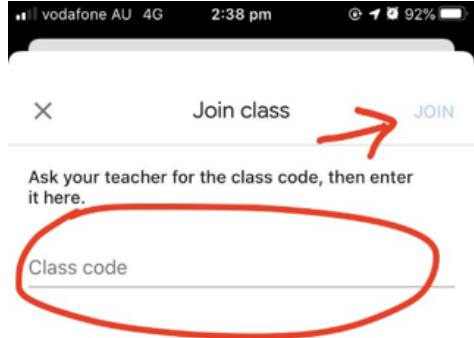 vodafone AU 4G 2:38 pm 92%
Join class JOIN
Ask your teacher for the class code, then enter
it here.
Class code